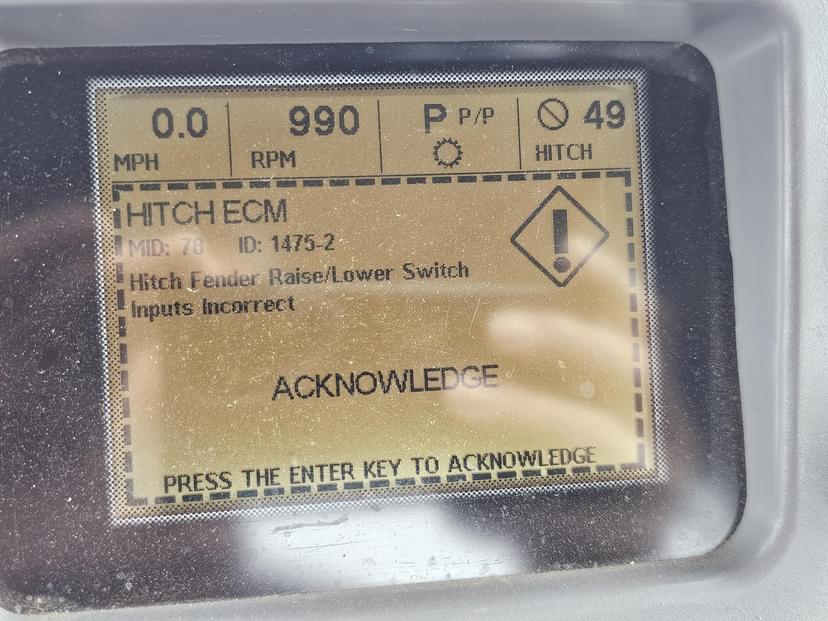 0.0 990 P P/P 49
MPH RPM HITCH
HITCH ECM
MID: 78 ID: 1475-2
Hitch Fender Raise/Lower Switch
Inputs Incorrect
ACKNOWLEDGE
PRESS THE ENTER KEY TO ACKNOWLEDGE